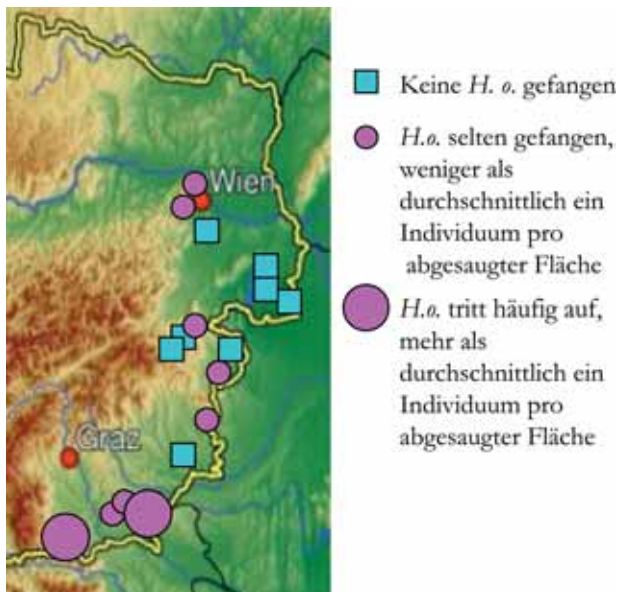 Wien
Graz
Keine H. o. gefangen
H.o. selten gefangen,
weniger als
durchschnittlich ein
Individuum pro
abgesaugter Fläche
H.o. tritt häufig auf,
mehr als
durchschnittlich ein
Individuum pro
abgesaugter Fläche